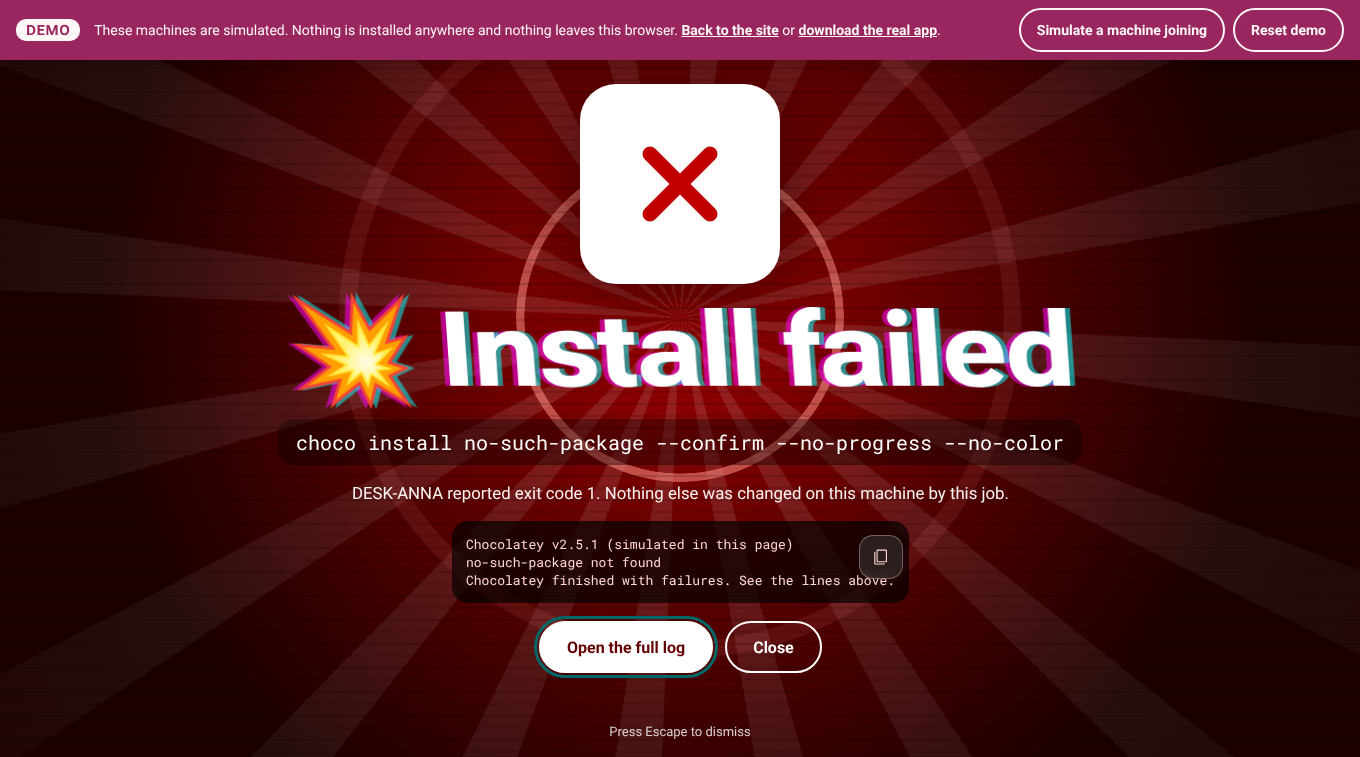 DEMO These machines are simulated. Nothing is installed anywhere and nothing leaves this browser. Back to the site or download the real app. Simulate a machine joining Reset demo
💥 Install failed
choco install no-such-package --confirm --no-progress --no-color
DESK-ANNA reported exit code 1. Nothing else was changed on this machine by this job.
Chocolatey v2.5.1 (simulated in this page)
no-such-package not found
Chocolatey finished with failures. See the lines above.
Open the full log Close
Press Escape to dismiss